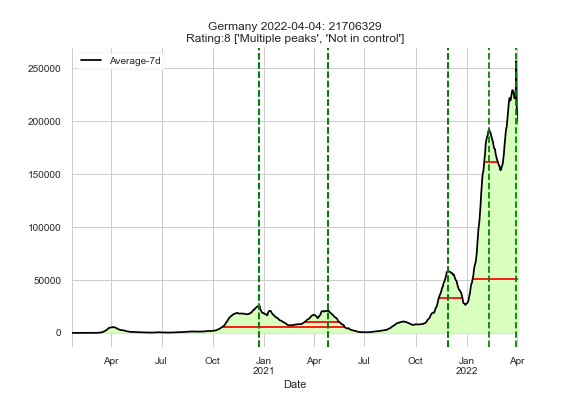 Germany 2022-04-04: 21706329
Rating:8 ['Multiple peaks', 'Not in control']
Average-7d
250000
200000
150000
100000
50000
0
Apr Jul Oct Jan Apr Jul Oct Jan Apr
2021 2022
Date